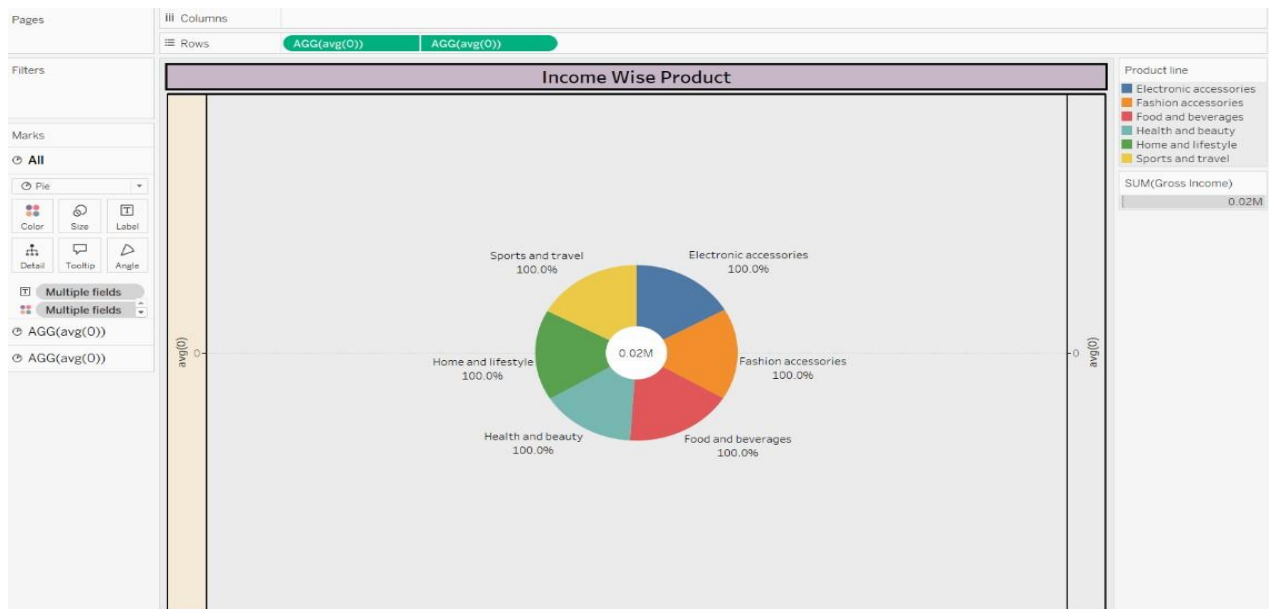 Pages
Columns
Rows
AGG(avg(0))
AGG(avg(0))
Filters
Marks
All
Pie
Color
Size
Label
Detail
Tooltip
Angle
Multiple fields
Multiple fields
AGG(avg(0))
AGG(avg(0))
Income Wise Product
avg(0)
0
Sports and travel
100.0%
Electronic accessories
100.0%
Home and lifestyle
100.0%
0.02M
Fashion accessories
100.0%
Health and beauty
100.0%
Food and beverages
100.0%
0
avg(0)
Product line
Electronic accessories
Fashion accessories
Food and beverages
Health and beauty
Home and lifestyle
Sports and travel
SUM(Gross Income)
0.02M